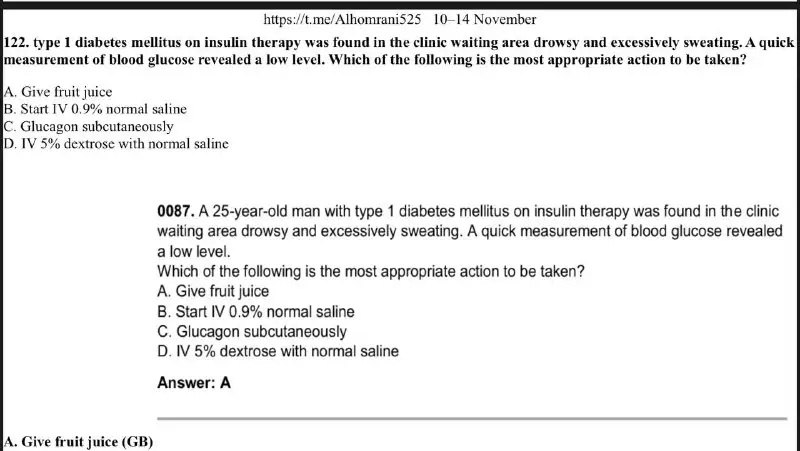 https://t.me/Alhomrani525 10–14 November
122. type 1 diabetes mellitus on insulin therapy was found in the clinic waiting area drowsy and excessively sweating. A quick
measurement of blood glucose revealed a low level. Which of the following is the most appropriate action to be taken?
A. Give fruit juice
B. Start IV 0.9% normal saline
C. Glucagon subcutaneously
D. IV 5% dextrose with normal saline
0087. A 25-year-old man with type 1 diabetes mellitus on insulin therapy was found in the clinic
waiting area drowsy and excessively sweating. A quick measurement of blood glucose revealed
a low level.
Which of the following is the most appropriate action to be taken?
A. Give fruit juice
B. Start IV 0.9% normal saline
C. Glucagon subcutaneously
D. IV 5% dextrose with normal saline
Answer: A
A. Give fruit juice (GB)